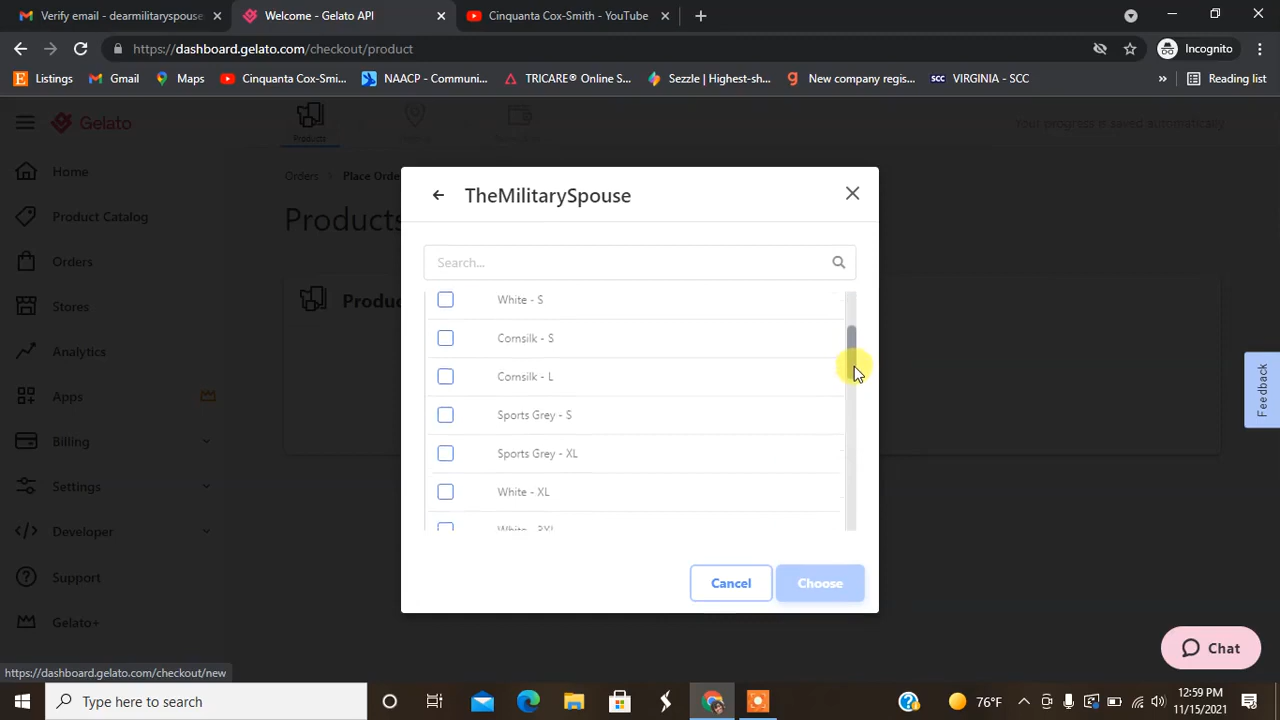 Verify email - dearmilitaryspouse
Welcome - Gelato API
Cinquanta Cox-Smith - YouTube
https://dashboard.gelato.com/checkout/product
Incognito
Listings
Gmail
Maps
Cinquanta Cox-Smi...
NAACP - Communi...
TRICARE® Online S...
Sezzle | Highest-sh...
New company regis...
SCC VIRGINIA - SCC
»
Reading list
Gelato
Products
Your progress is saved automatically
Home
Product Catalog
Orders
Stores
Analytics
Apps
Billing
Settings
Developer
Support
Gelato+
Orders
Place Orde
Products
Produc
TheMilitarySpouse
Search...
White - S
Cornsilk - S
Cornsilk - L
Sports Grey - S
Sports Grey - XL
White - XL
Cancel
Choose
Feedback
Chat
https://dashboard.gelato.com/checkout/new
Type here to search
76°F
12:59 PM
11/15/2021